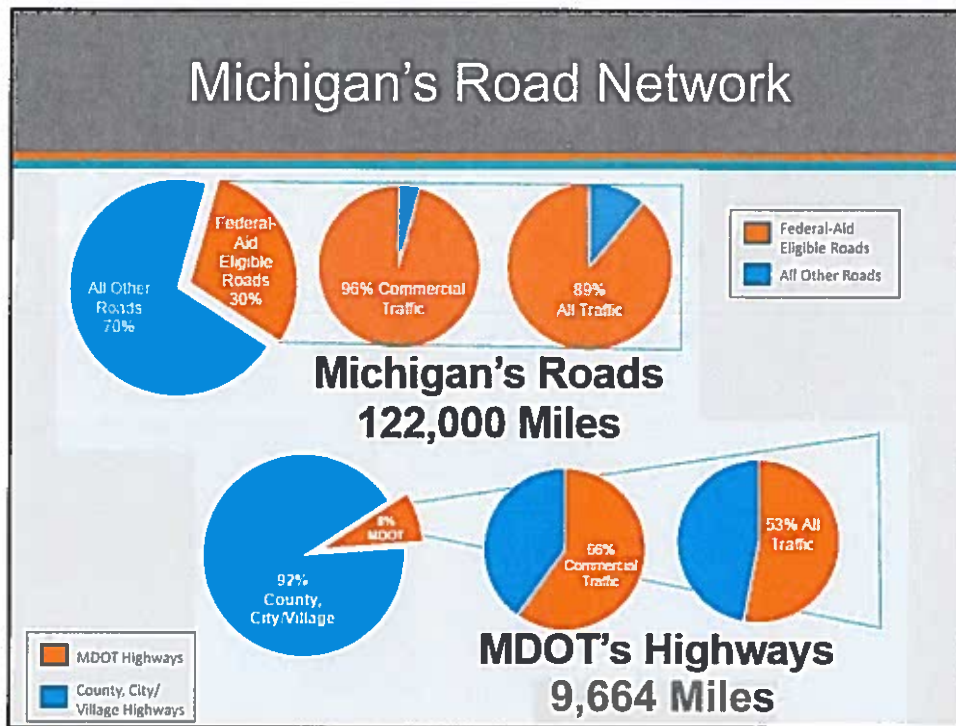 Michigan's Road Network
All Other
Roads
70%
Federal-
Aid
Eligible
Roads
30%
96% Commercial
Traffic
89%
All Traffic
Federal-Aid
Eligible Roads
All Other Roads
Michigan's Roads
122,000 Miles
92%
County,
City/Village
8%
MDOT
66%
Commercial
Traffic
53% All
Traffic
MDOT Highways
County, City/
Village Highways
MDOT's Highways
9,664 Miles